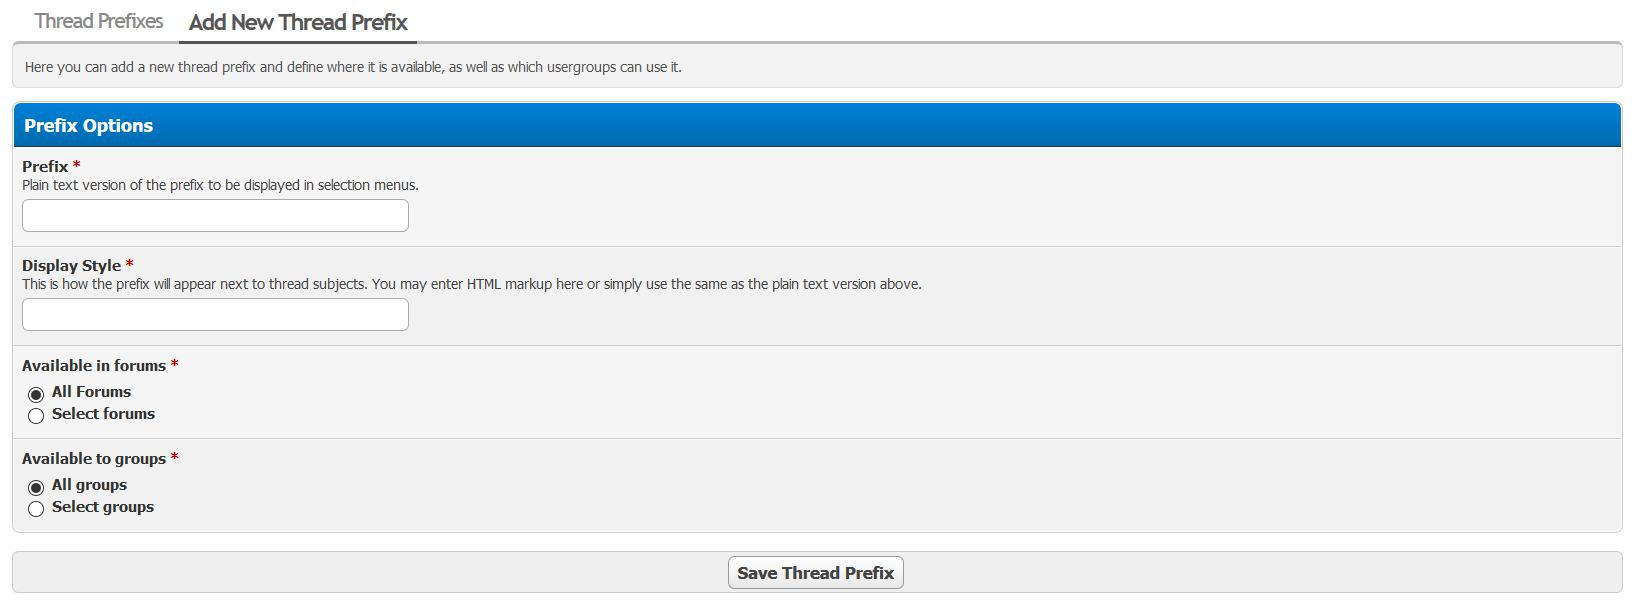 Thread Prefixes Add New Thread Prefix
Here you can add a new thread prefix and define where it is available, as well as which usergroups can use it.
Prefix Options
Prefix *
Plain text version of the prefix to be displayed in selection menus.
Display Style *
This is how the prefix will appear next to thread subjects. You may enter HTML markup here or simply use the same as the plain text version above.
Available in forums *
All Forums
Select forums
Available to groups *
All groups
Select groups
Save Thread Prefix